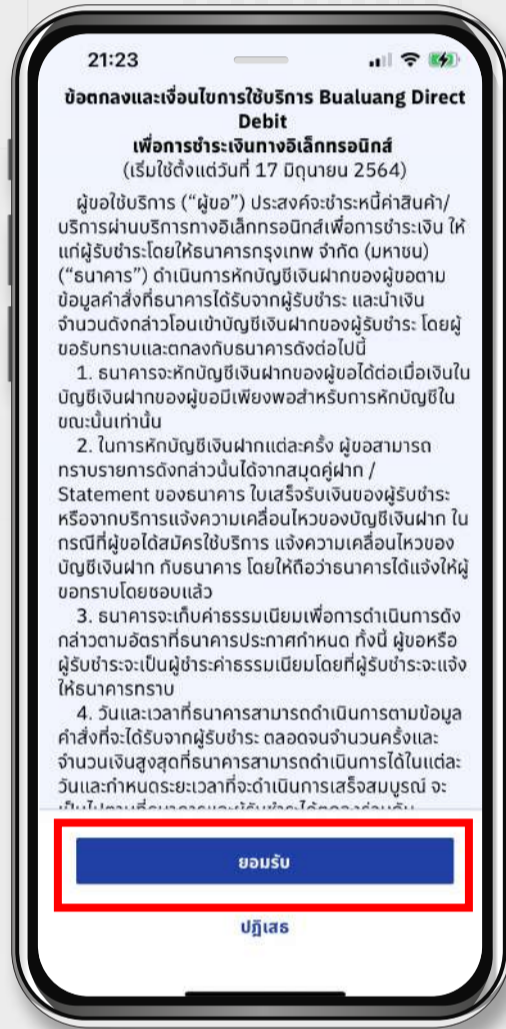 21:23
ข้อตกลงและเงื่อนไขการใช้บริการ Bualuang Direct
Debit
เพื่อการชำระเงินทางอิเล็กทรอนิกส์
(เริ่มใช้ตั้งแต่วันที่ 17 มิถุนายน 2564)
ผู้ขอใช้บริการ (“ผู้ขอ”) ประสงค์จะชำระหนี้ค่าสินค้า/
บริการผ่านบริการทางอิเล็กทรอนิกส์เพื่อการชำระเงิน ให้
แก่ผู้รับชำระโดยให้ธนาคารกรุงเทพ จำกัด (มหาชน)
(“ธนาคาร”) ดำเนินการหักบัญชีเงินฝากของผู้ขอตาม
ข้อมูลคำสั่งที่ธนาคารได้รับจากผู้รับชำระ และนำเงิน
จำนวนดังกล่าวโอนเข้าบัญชีเงินฝากของผู้รับชำระ โดยผู้
ขอรับทราบและตกลงกับธนาคารดังต่อไปนี้
1. ธนาคารจะหักบัญชีเงินฝากของผู้ขอได้ต่อเมื่อเงินใน
บัญชีเงินฝากของผู้ขอมีเพียงพอสำหรับการหักบัญชีใน
ขณะนั้นเท่านั้น
2. ในการหักบัญชีเงินฝากแต่ละครั้ง ผู้ขอสามารถ
ทราบรายการดังกล่าวนั้นได้จากสมุดคู่ฝาก /
Statement ของธนาคาร ใบเสร็จรับเงินของผู้รับชำระ
หรือจากบริการแจ้งความเคลื่อนไหวของบัญชีเงินฝาก ใน
กรณีที่ผู้ขอได้สมัครใช้บริการ แจ้งความเคลื่อนไหวของ
บัญชีเงินฝาก กับธนาคาร โดยให้ถือว่าธนาคารได้แจ้งให้ผู้
ขอทราบโดยชอบแล้ว
3. ธนาคารจะเก็บค่าธรรมเนียมเพื่อการดำเนินการดัง
กล่าวตามอัตราที่ธนาคารประกาศกำหนด ทั้งนี้ ผู้ขอหรือ
ผู้รับชำระจะเป็นผู้ชำระค่าธรรมเนียมโดยที่ผู้รับชำระจะแจ้ง
ให้ธนาคารทราบ
4. วันและเวลาที่ธนาคารสามารถดำเนินการตามข้อมูล
คำสั่งที่จะได้รับจากผู้รับชำระ ตลอดจนจำนวนครั้งและ
จำนวนเงินสูงสุดที่ธนาคารสามารถดำเนินการได้ในแต่ละ
วันและกำหนดระยะเวลาที่จะดำเนินการเสร็จสมบูรณ์ จะ
ยอมรับ
ปฏิเสธ